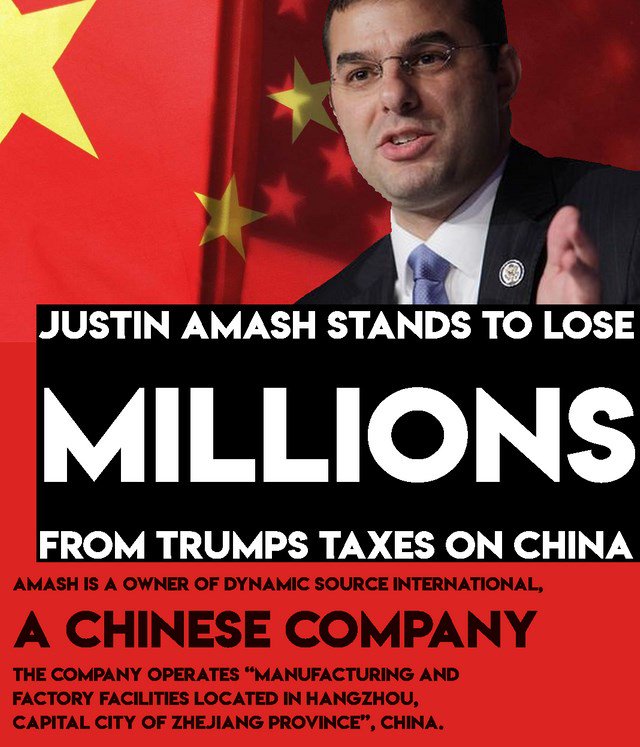 JUSTIN AMASH STANDS TO LOSE
MILLIONS
FROM TRUMPS TAXES ON CHINA
AMASH IS A OWNER OF DYNAMIC SOURCE INTERNATIONAL,
A CHINESE COMPANY
THE COMPANY OPERATES “MANUFACTURING AND
FACTORY FACILITIES LOCATED IN HANGZHOU,
CAPITAL CITY OF ZHEJIANG PROVINCE”, CHINA.